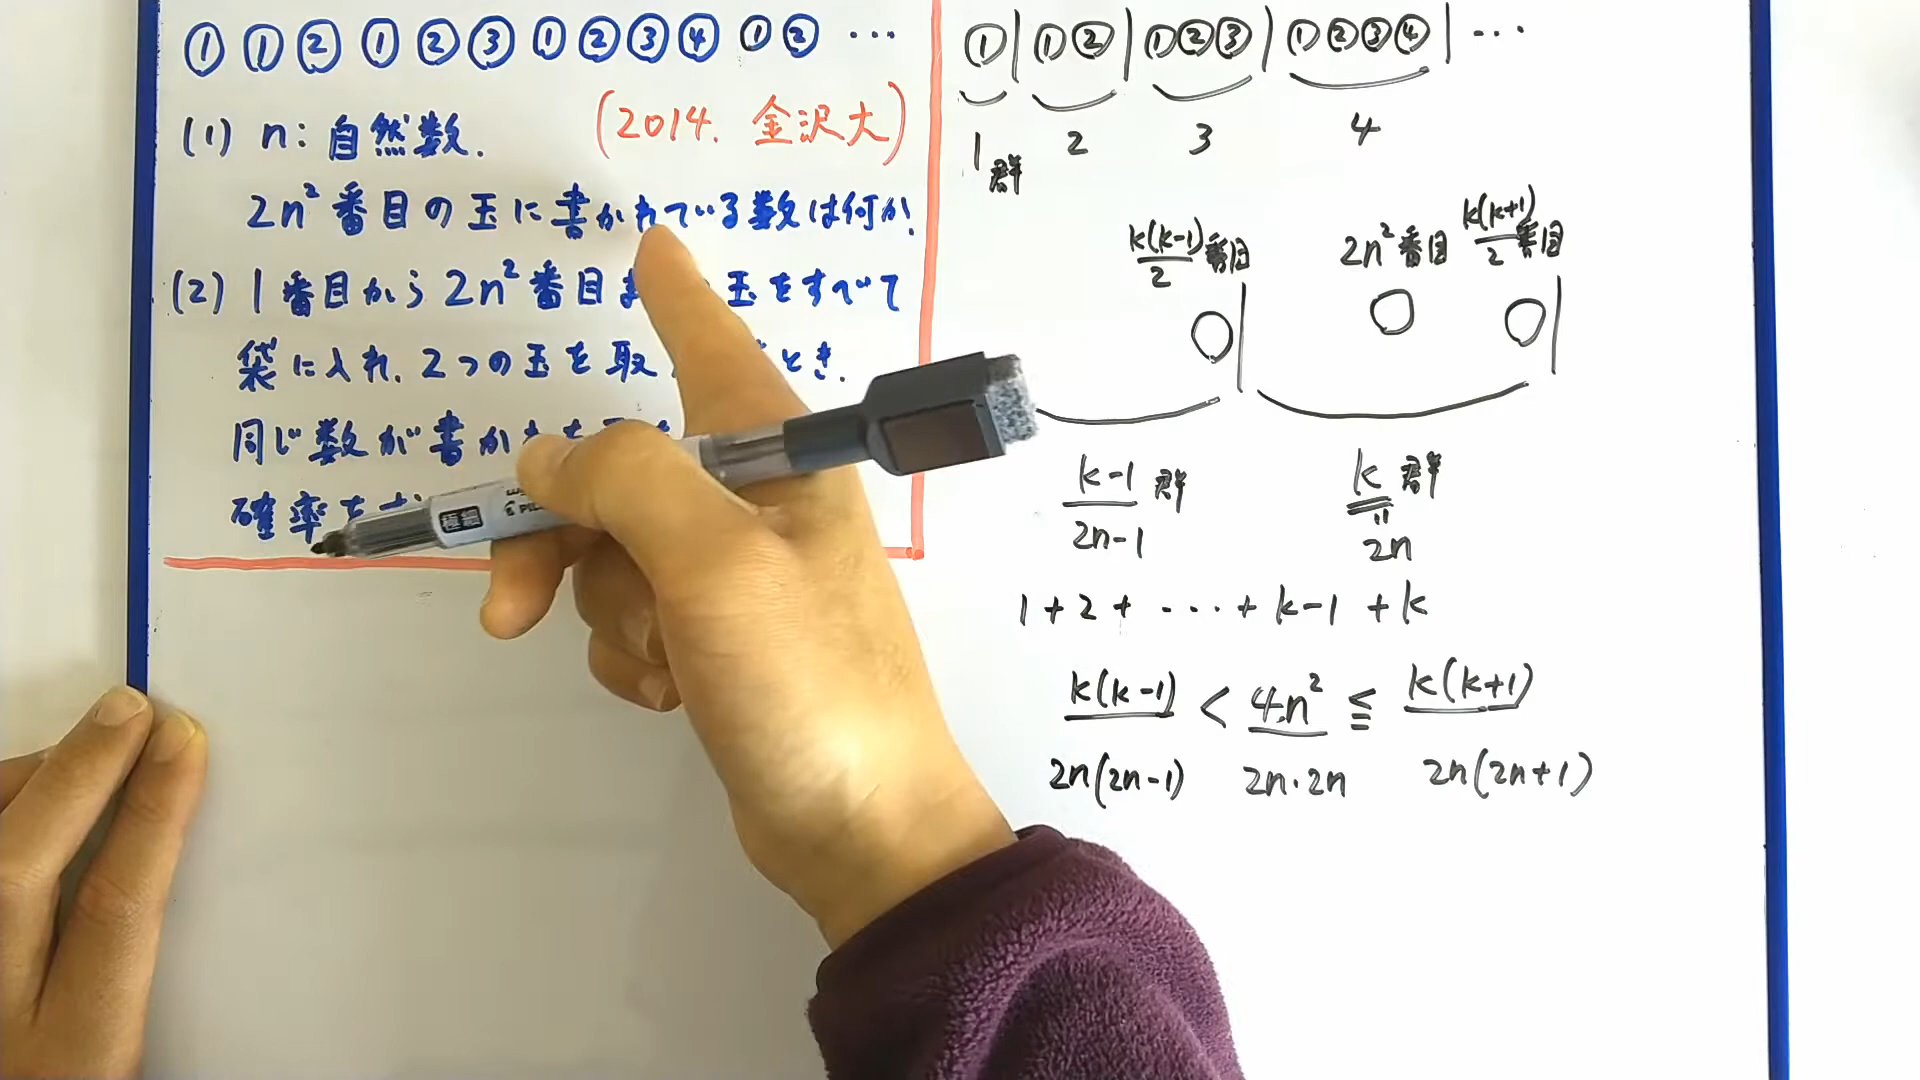 ① ① ② ① ② ③ ① ② ③ ④ ① ② …
(1) n: 自然数.
(2014. 金沢大)
2n² 番目の玉に書かれている数は何か.
(2) 1番目から 2n² 番目 玉をすべて
袋に入れ. 2つの玉を取 とき.
同じ数が書か
確率を
極細
PIL
① | ① ② | ① ② ③ | ① ② ③ ④ | …
1群 2 3 4
k(k-1)/2 番目 2n² 番目 k(k+1)/2 番目
k-1 群 k 群
2n-1 = 2n
1 + 2 + … + k-1 + k
k(k-1) < 4n² ≦ k(k+1)
2n(2n-1) 2n・2n 2n(2n+1)